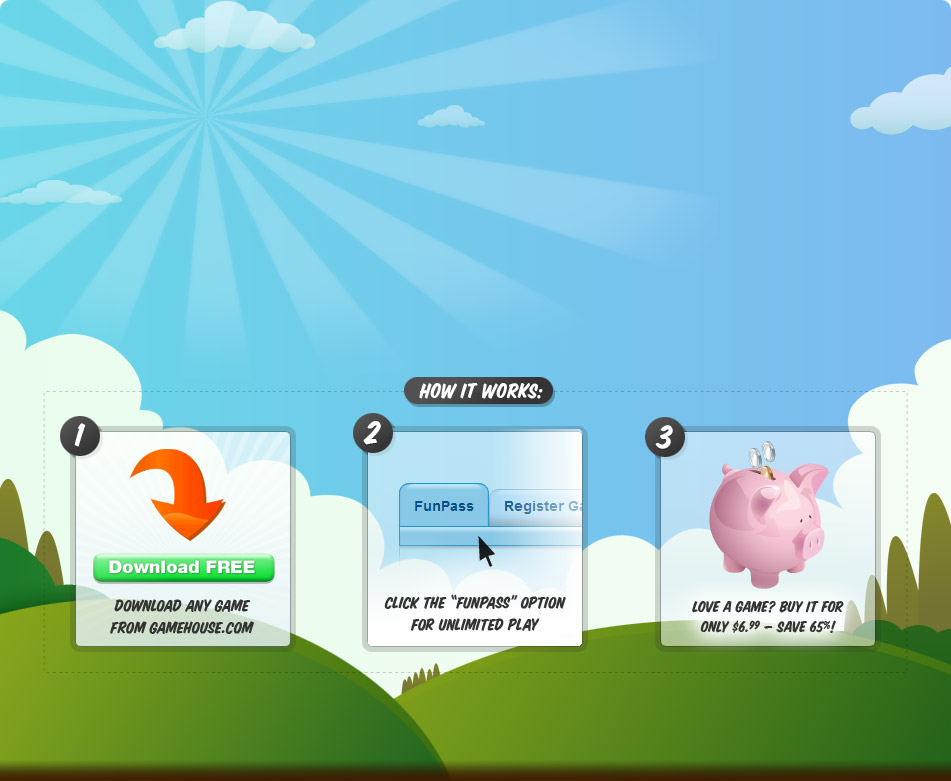 HOW IT WORKS:
1
Download FREE
DOWNLOAD ANY GAME
FROM GAMEHOUSE.COM
2
FunPass Register Ga
CLICK THE “FUNPASS” OPTION
FOR UNLIMITED PLAY
3
LOVE A GAME? BUY IT FOR
ONLY $6.99 – SAVE 65%!